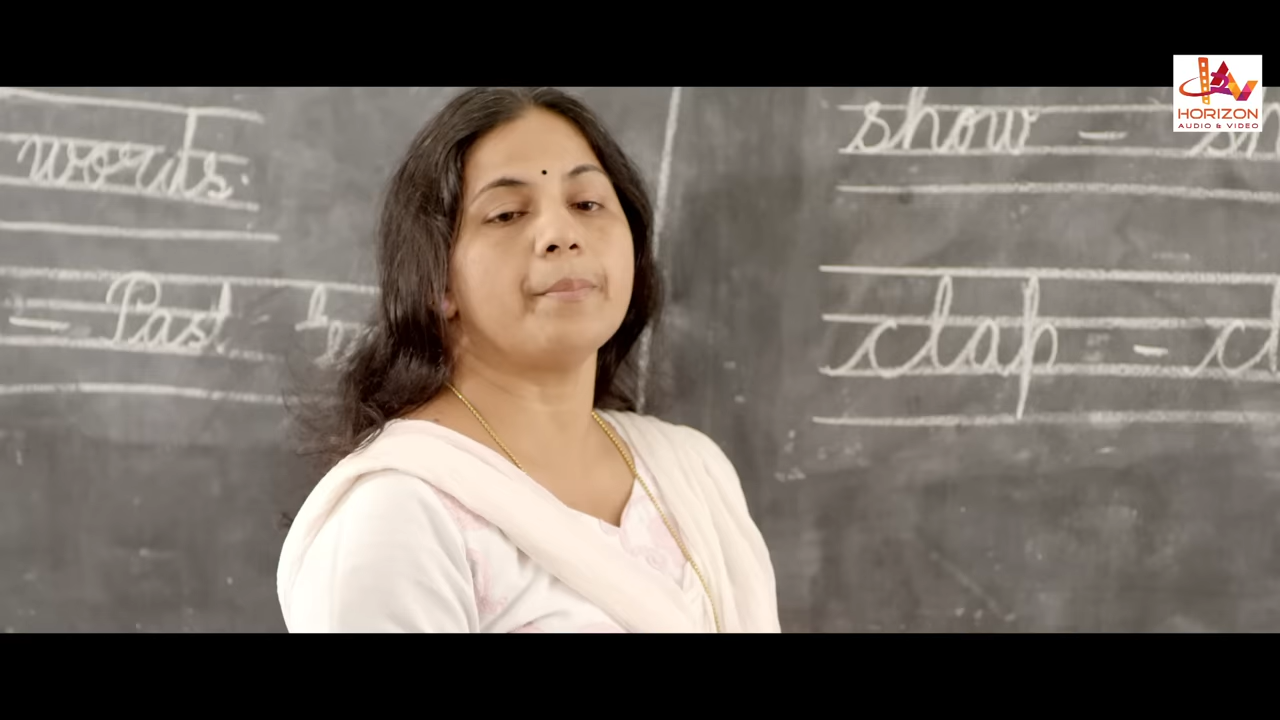 words.
- Past
show -
clap -
HORIZON
AUDIO & VIDEO